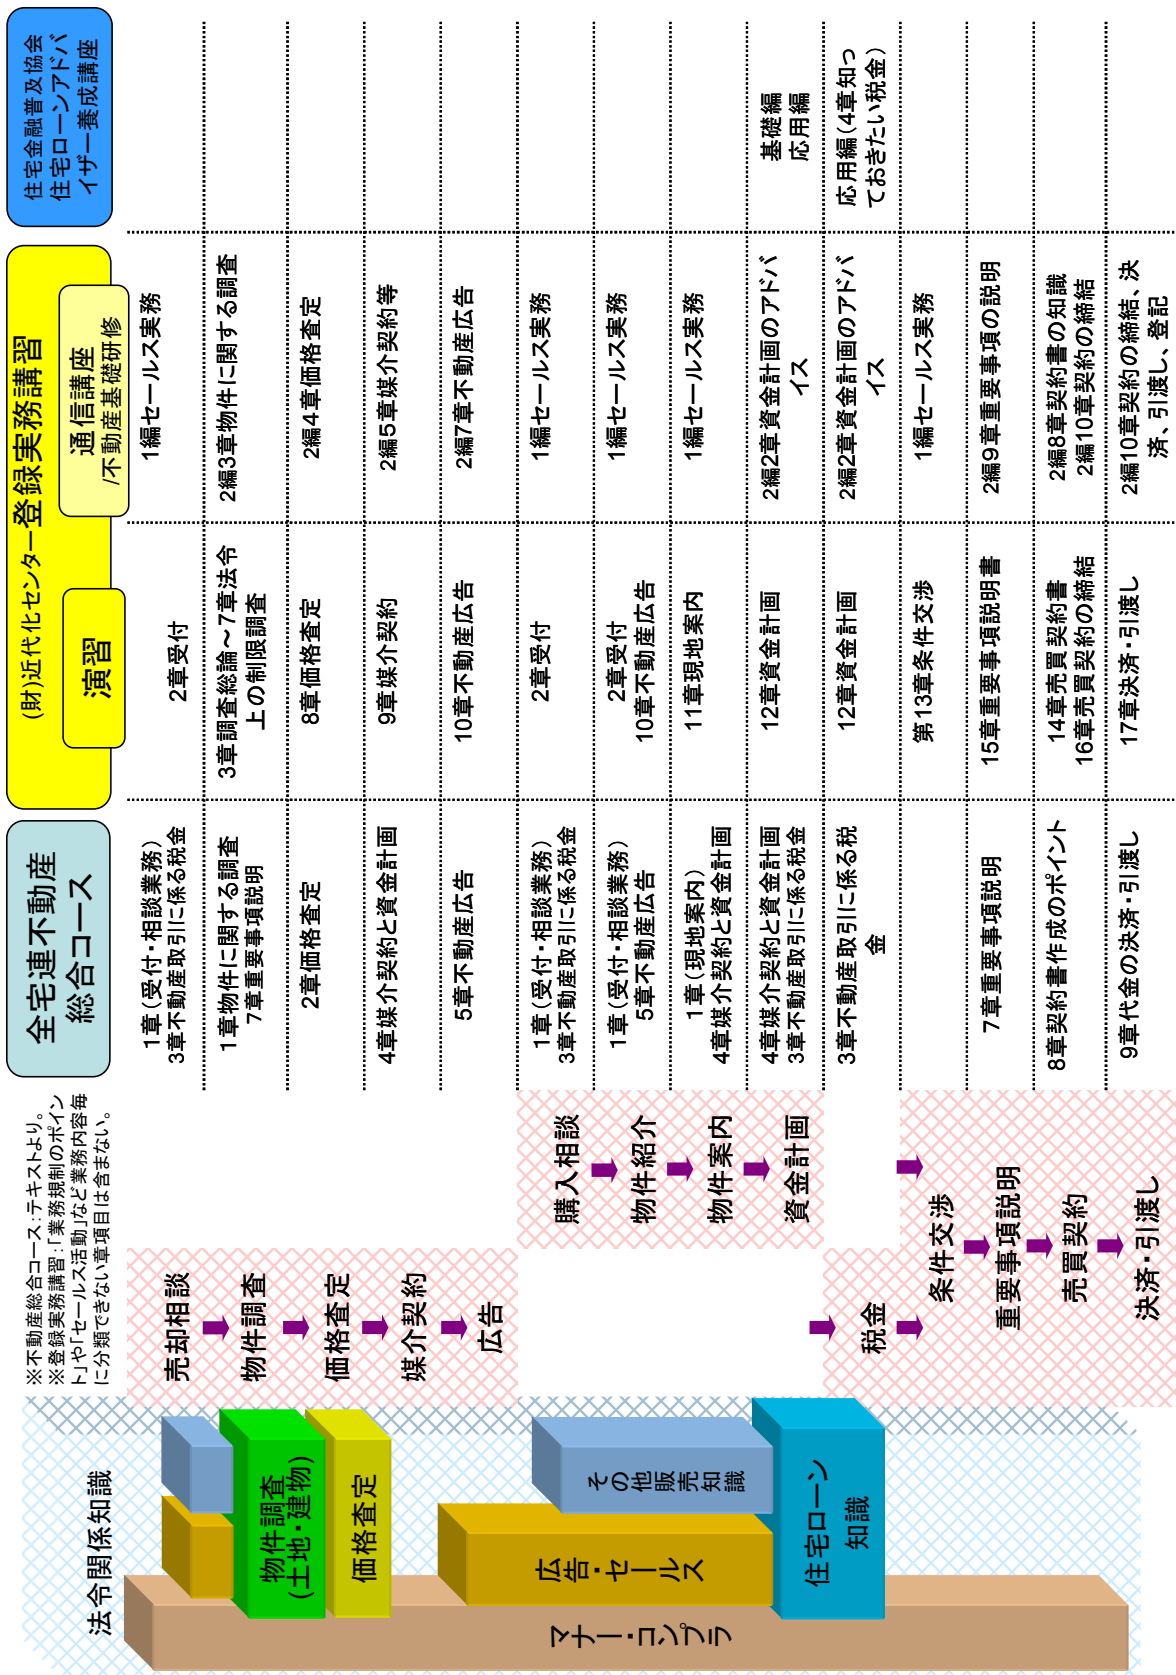 ※不動産総合コース：テキストより。
※登録実務講習：「業務規制のポイン
ト」や「セールス活動」など業務内容毎
に分類できない章項目は含まない。
全宅連不動産
総合コース
(財)近代化センター登録実務講習
演習
通信講座
/不動産基礎研修
住宅金融普及協会
住宅ローンアドバ
イザー養成講座
法令関係知識
売却相談
1章（受付・相談業務）
3章不動産取引に係る税金
2章受付
1編セールス実務
物件調査
1章物件に関する調査
7章重要事項説明
3章調査総論～7章法令
上の制限調査
2編3章物件に関する調査
価格査定
2章価格査定
8章価格査定
2編4章価格査定
媒介契約
4章媒介契約と資金計画
9章媒介契約
2編5章媒介契約等
広告
5章不動産広告
10章不動産広告
2編7章不動産広告
購入相談
1章（受付・相談業務）
3章不動産取引に係る税金
2章受付
1編セールス実務
物件紹介
1章（受付・相談業務）
5章不動産広告
2章受付
10章不動産広告
1編セールス実務
物件案内
1章（現地案内）
4章媒介契約と資金計画
11章現地案内
1編セールス実務
資金計画
4章媒介契約と資金計画
3章不動産取引に係る税金
12章資金計画
2編2章資金計画のアドバ
イス
基礎編
応用編
税金
3章不動産取引に係る税
金
12章資金計画
2編2章資金計画のアドバ
イス
応用編（4章知っ
ておきたい税金）
条件交渉
第13章条件交渉
1編セールス実務
重要事項説明
7章重要事項説明
15章重要事項説明書
2編9章重要事項の説明
売買契約
8章契約書作成のポイント
14章売買契約書
16章売買契約の締結
2編8章契約書の知識
2編10章契約の締結
決済・引渡し
9章代金の決済・引渡し
17章決済・引渡し
2編10章契約の締結、決
済、引渡し、登記
物件調査
(土地・建物)
価格査定
広告・セールス
その他販売知識
住宅ローン
知識
マナー・コンプラ